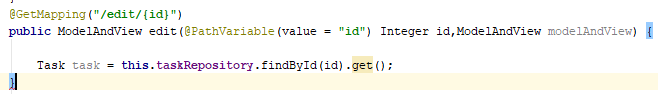 @GetMapping("/edit/{id}")
public ModelAndView edit(@PathVariable(value = "id") Integer id,ModelAndView modelAndView) {
Task task = this.taskRepository.findById(id).get();
}